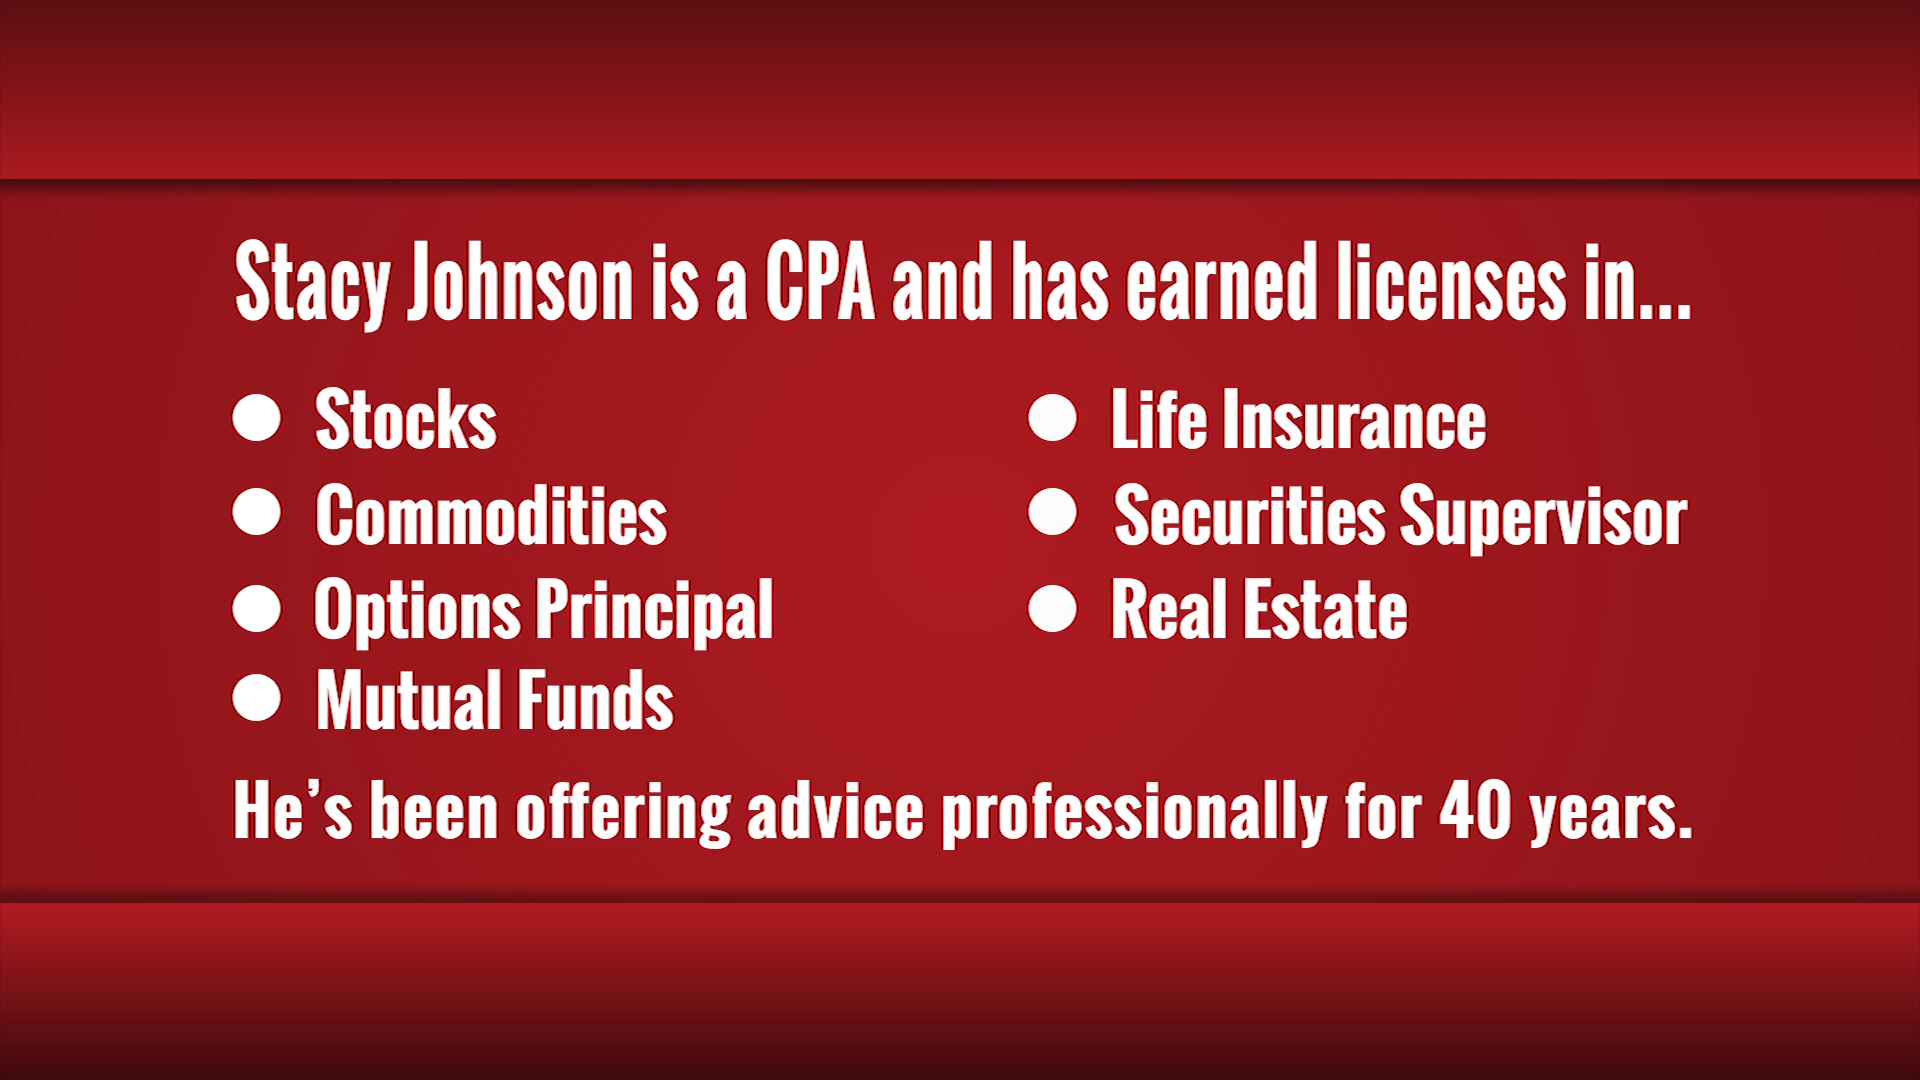 Stacy Johnson is a CPA and has earned licenses in...
Stocks
Commodities
Options Principal
Mutual Funds
Life Insurance
Securities Supervisor
Real Estate
He’s been offering advice professionally for 40 years.